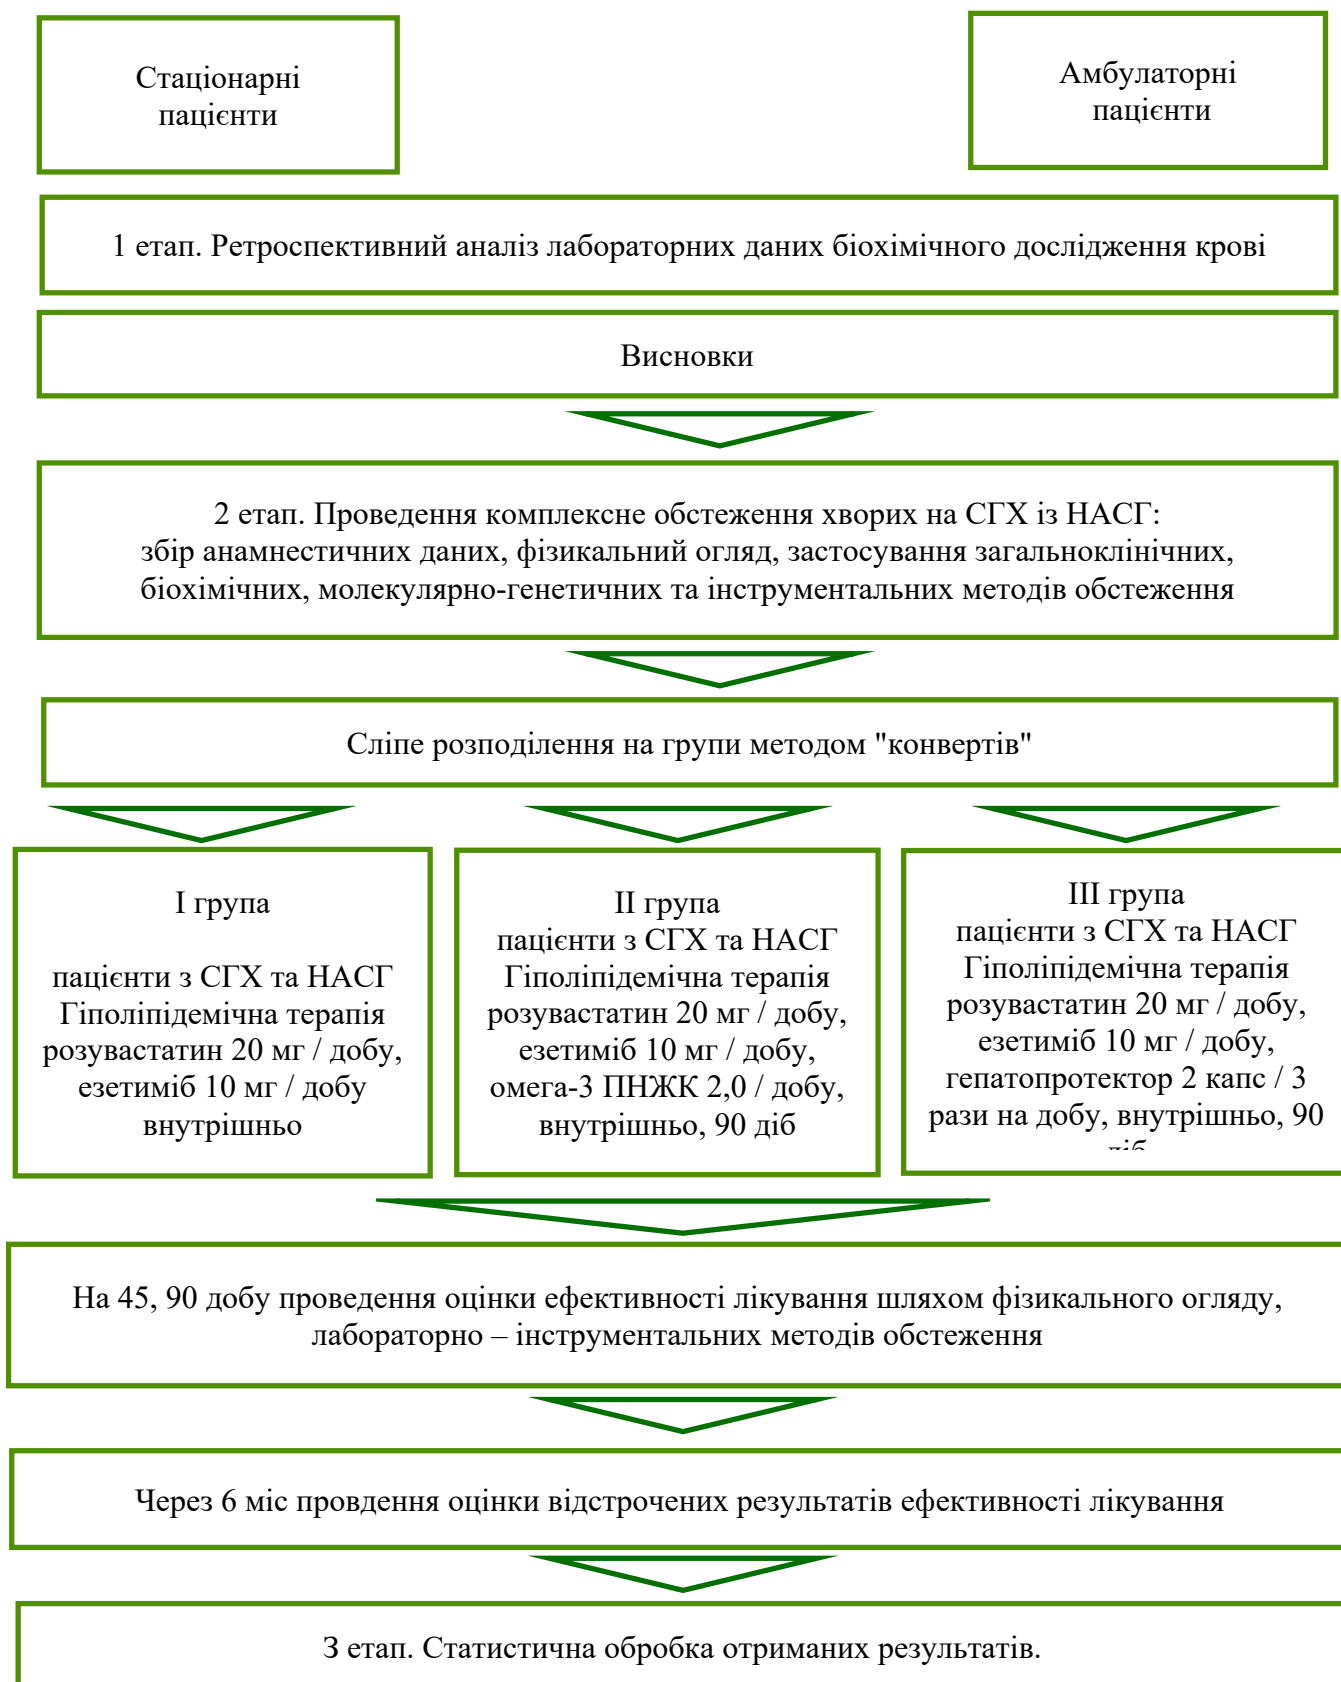 Стаціонарні
пацієнти
Амбулаторні
пацієнти
1 етап. Ретроспективний аналіз лабораторних даних біохімічного дослідження крові
Висновки
2 етап. Проведення комплексне обстеження хворих на СГХ із НАСГ:
збір анамнестичних даних, фізикальний огляд, застосування загальноклінічних,
біохімічних, молекулярно-генетичних та інструментальних методів обстеження
Сліпе розподілення на групи методом "конвертів"
I група
пацієнти з СГХ та НАСГ
Гіполіпідемічна терапія
розувастатин 20 мг / добу,
езетиміб 10 мг / добу
внутрішньо
II група
пацієнти з СГХ та НАСГ
Гіполіпідемічна терапія
розувастатин 20 мг / добу,
езетиміб 10 мг / добу,
омега-3 ПНЖК 2,0 / добу,
внутрішньо, 90 діб
III група
пацієнти з СГХ та НАСГ
Гіполіпідемічна терапія
розувастатин 20 мг / добу,
езетиміб 10 мг / добу,
гепатопротектор 2 капс / 3
рази на добу, внутрішньо, 90
На 45, 90 добу проведення оцінки ефективності лікування шляхом фізикального огляду,
лабораторно – інструментальних методів обстеження
Через 6 міс провдення оцінки відстрочених результатів ефективності лікування
3 етап. Статистична обробка отриманих результатів.